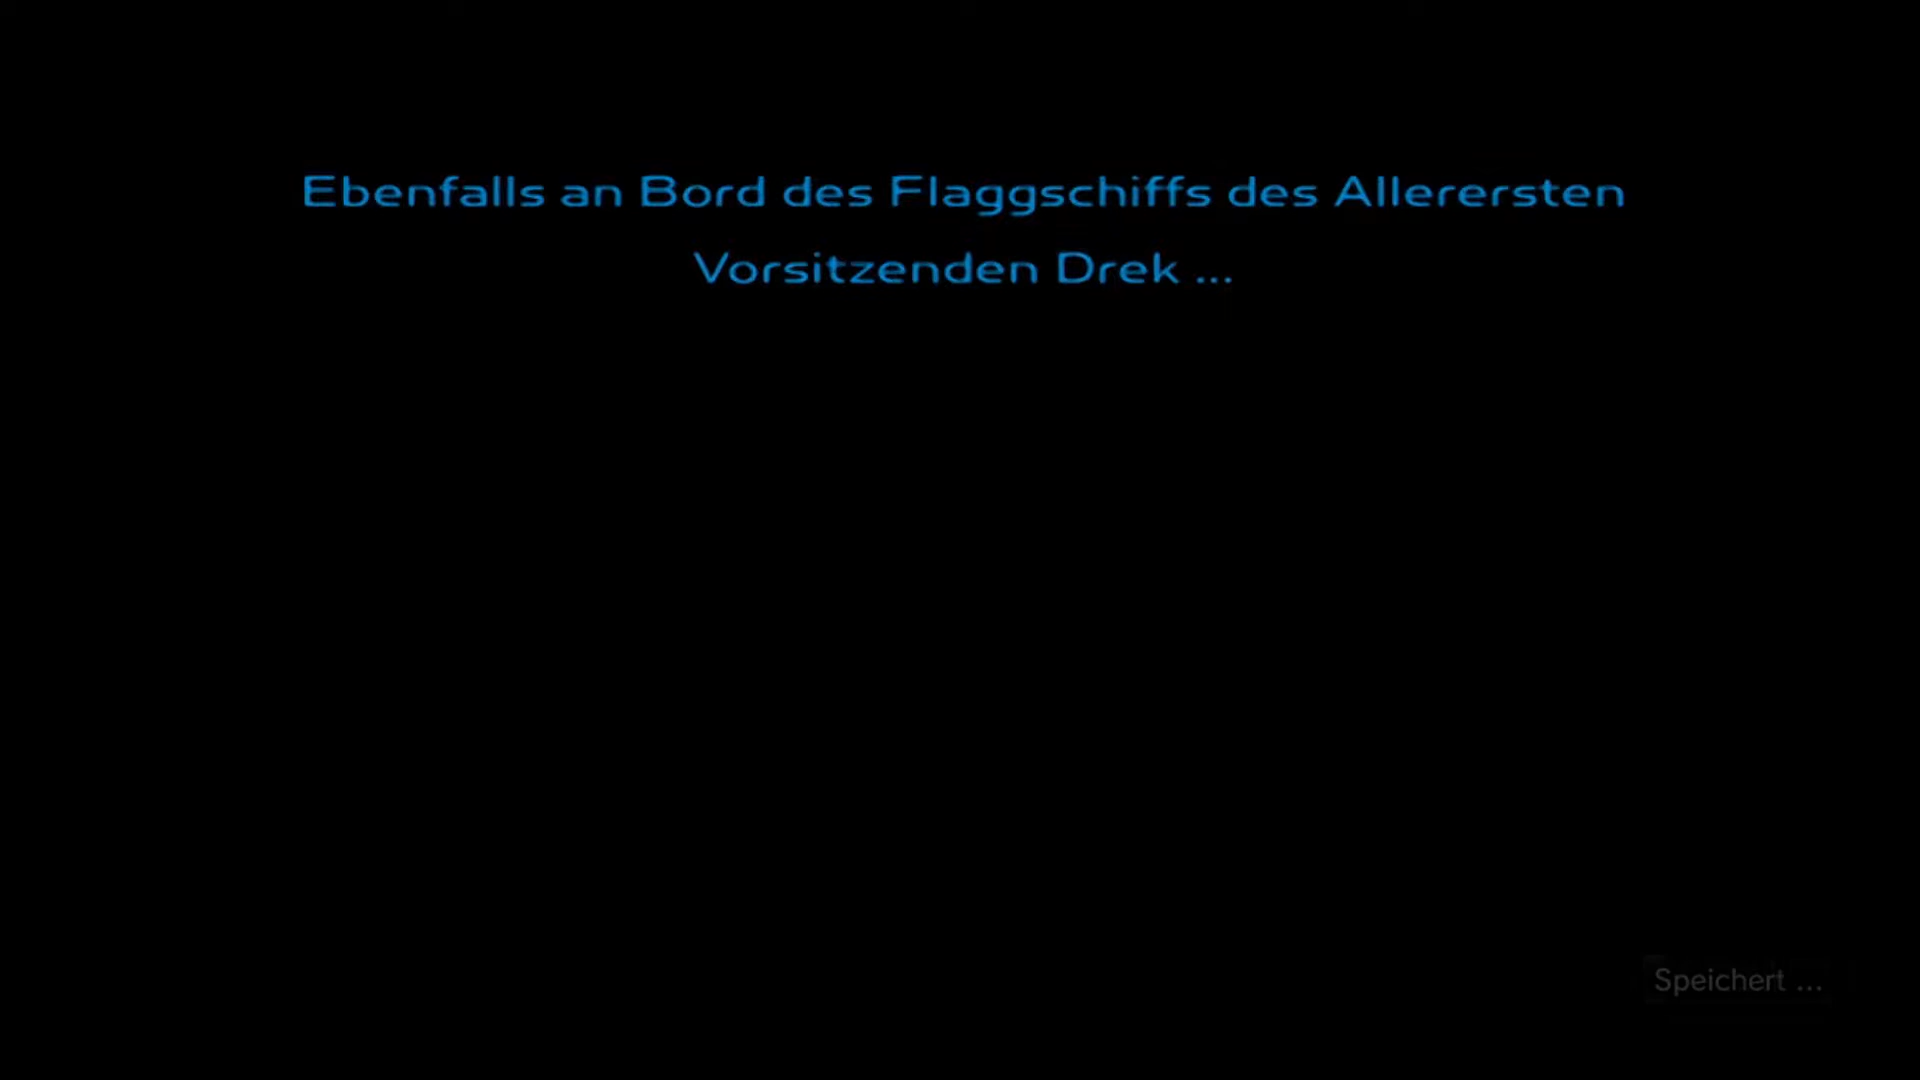 Ebenfalls an Bord des Flaggschiffs des Allerersten
Vorsitzenden Drek ...
Speichert ...